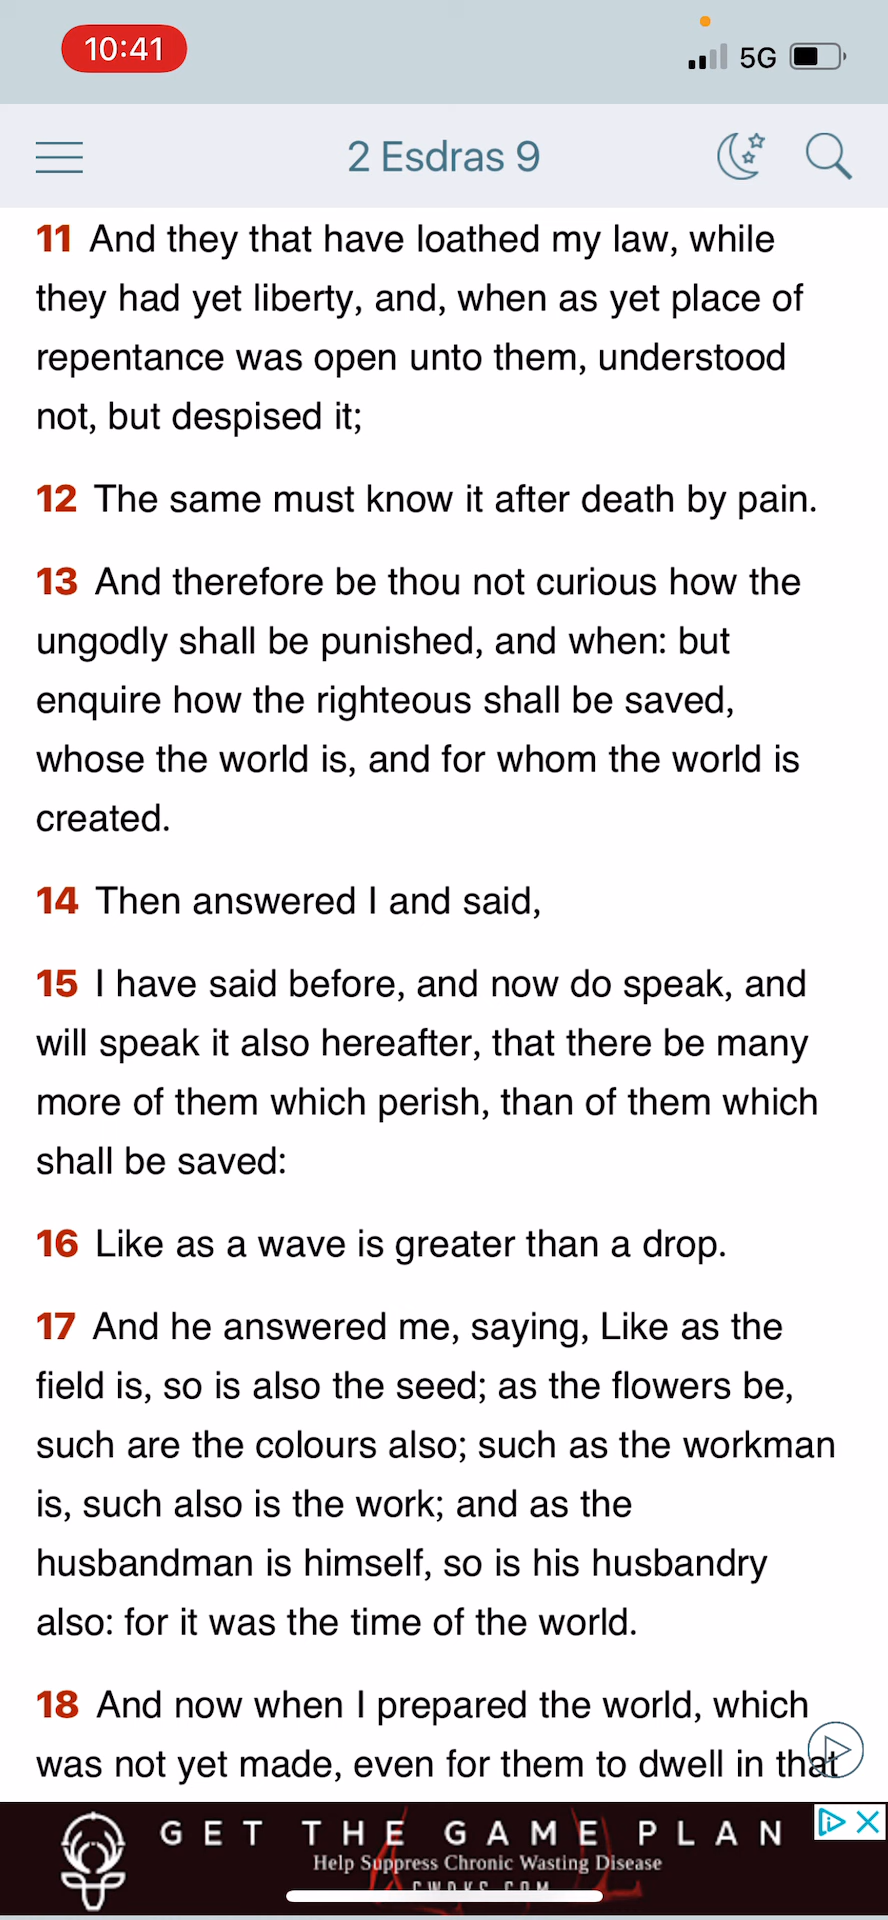 10:41
5G
2 Esdras 9
11 And they that have loathed my law, while
they had yet liberty, and, when as yet place of
repentance was open unto them, understood
not, but despised it;
12 The same must know it after death by pain.
13 And therefore be thou not curious how the
ungodly shall be punished, and when: but
enquire how the righteous shall be saved,
whose the world is, and for whom the world is
created.
14 Then answered I and said,
15 I have said before, and now do speak, and
will speak it also hereafter, that there be many
more of them which perish, than of them which
shall be saved:
16 Like as a wave is greater than a drop.
17 And he answered me, saying, Like as the
field is, so is also the seed; as the flowers be,
such are the colours also; such as the workman
is, such also is the work; and as the
husbandman is himself, so is his husbandry
also: for it was the time of the world.
18 And now when I prepared the world, which
was not yet made, even for them to dwell in that
GET THE GAME PLAN
Help Suppress Chronic Wasting Disease